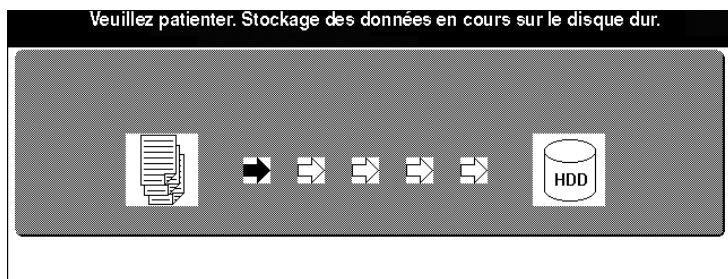 Veuillez patienter. Stockage des données en cours sur le disque dur.
HDD